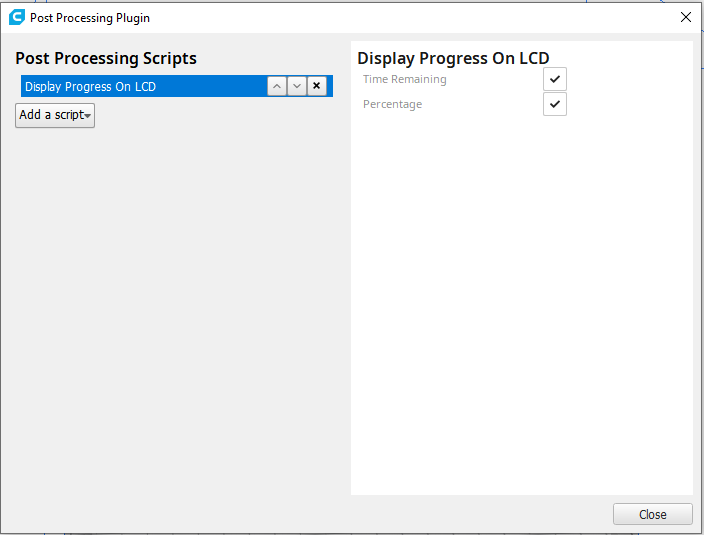 Post Processing Plugin
Post Processing Scripts
Display Progress On LCD
Add a script
Display Progress On LCD
Time Remaining
Percentage
Close